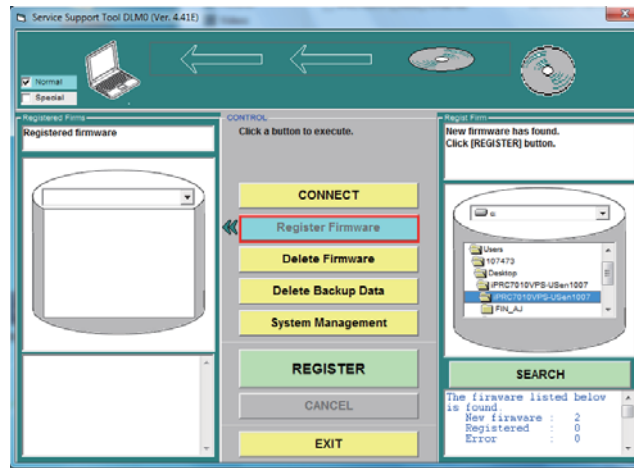 Service Support Tool DLM0 (Ver. 4.41E)
Normal
Special
Registered Firms
Registered firmware
CONTROL
Click a button to execute.
CONNECT
Register Firmware
Delete Firmware
Delete Backup Data
System Management
REGISTER
CANCEL
EXIT
Regist Firm
New firmware has found.
Click [REGISTER] button.
c
Users
107473
Desktop
iPRC7010VPS-USen1007
iPRC7010VPS-USen1007
FIN_AJ
SEARCH
The firmware listed below
is found.
New firmware : 2
Registered : 0
Error : 0